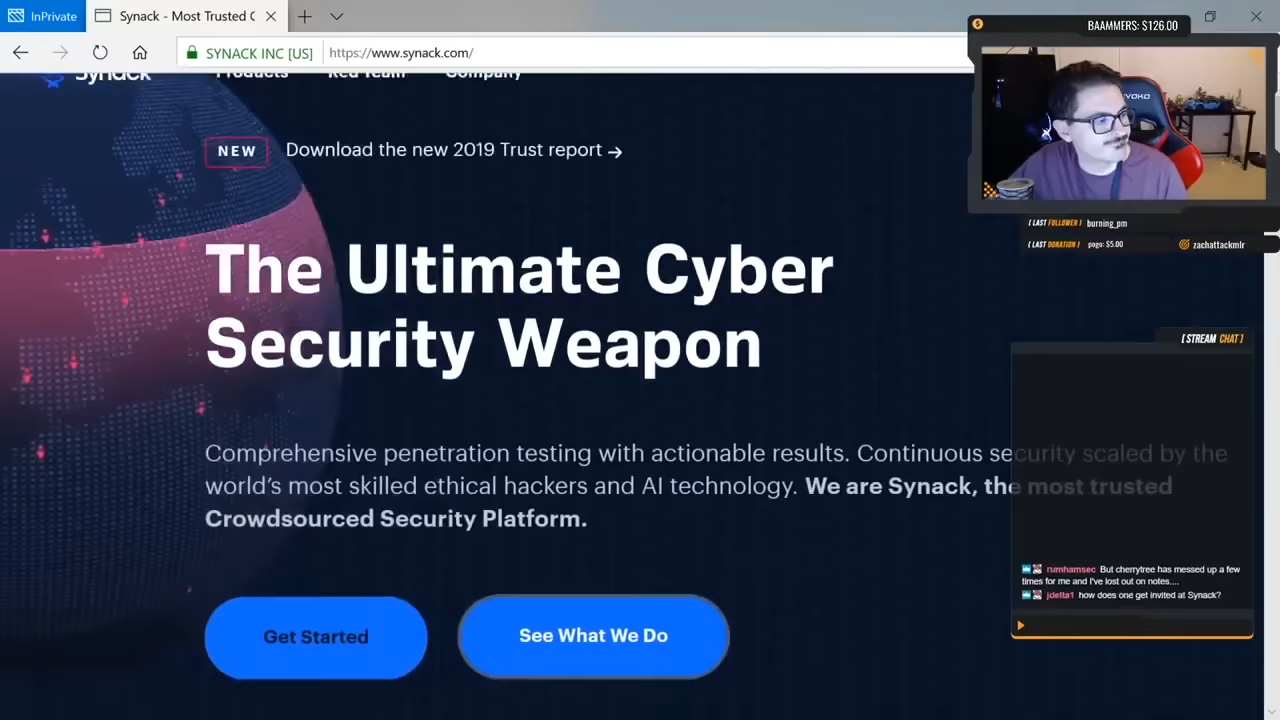 InPrivate
Synack - Most Trusted C
BAAMMERS: $126.00
SYNACK INC [US]
https://www.synack.com/
Synack
Products
Red Team
Company
EVOKO
NEW
Download the new 2019 Trust report →
[ LAST FOLLOWER ] burning_pm
[ LAST DONATION ] pogo: $5.00
zachattackmlr
The Ultimate Cyber
Security Weapon
[ STREAM CHAT ]
Comprehensive penetration testing with actionable results. Continuous security scaled by the
world's most skilled ethical hackers and AI technology. We are Synack, the most trusted
Crowdsourced Security Platform.
rumhamsec But cherrytree has messed up a few
times for me and I've lost out on notes....
jdelta1 how does one get invited at Synack?
Get Started
See What We Do